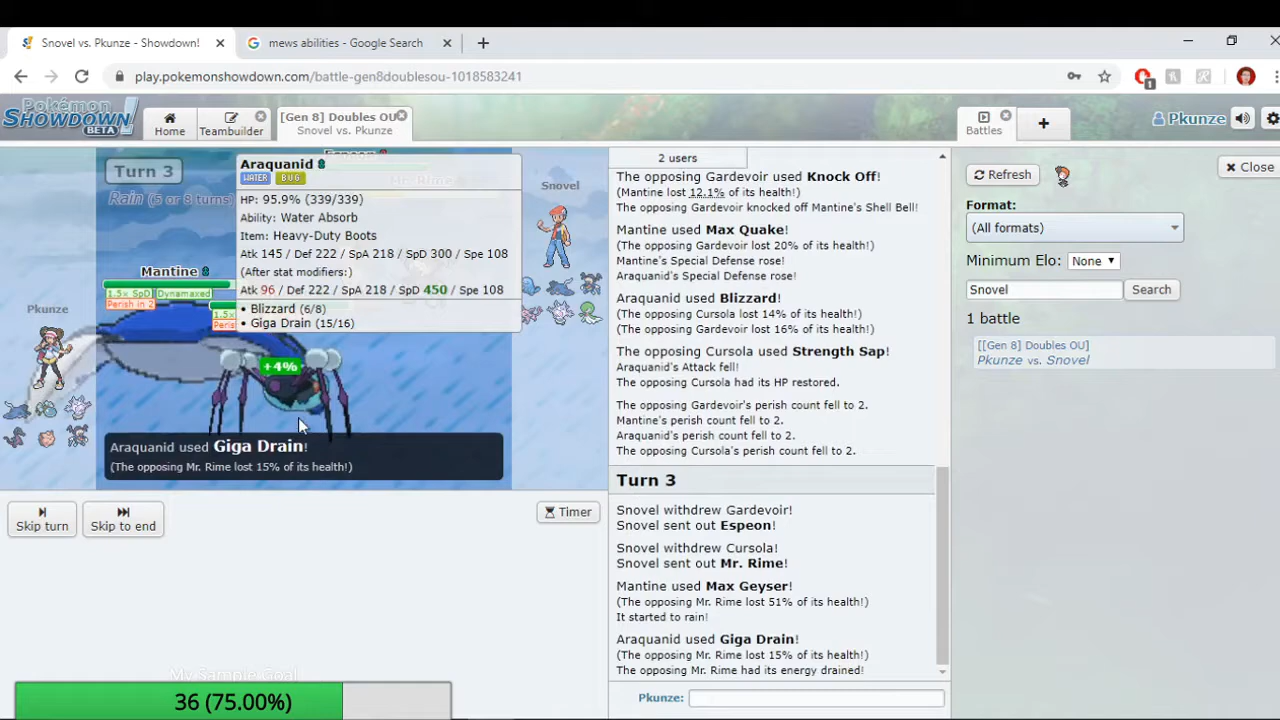 Snovel vs. Pkunze - Showdown!
mews abilities - Google Search
play.pokemonshowdown.com/battle-gen8doublesou-1018583241
1
Pokémon
SHOWDOWN!
BETA
Home
Teambuilder
[Gen 8] Doubles OU
Snovel vs. Pkunze
Battles
Pkunze
Turn 3
Rain (5 or 8 turns)
Araquanid
WATER BUG
HP: 95.9% (339/339)
Ability: Water Absorb
Item: Heavy-Duty Boots
Atk 145 / Def 222 / SpA 218 / SpD 300 / Spe 108
(After stat modifiers:)
Atk 96 / Def 222 / SpA 218 / SpD 450 / Spe 108
• Blizzard (6/8)
• Giga Drain (15/16)
Mantine
1.5× SpD Dynamaxed
Perish in 2
Pkunze
Snovel
+4%
Araquanid used Giga Drain!
(The opposing Mr. Rime lost 15% of its health!)
Skip turn
Skip to end
Timer
My Sample Goal
36 (75.00%)
2 users
The opposing Gardevoir used Knock Off!
(Mantine lost 12.1% of its health!)
The opposing Gardevoir knocked off Mantine's Shell Bell!
Mantine used Max Quake!
(The opposing Gardevoir lost 20% of its health!)
Mantine's Special Defense rose!
Araquanid's Special Defense rose!
Araquanid used Blizzard!
(The opposing Cursola lost 14% of its health!)
(The opposing Gardevoir lost 16% of its health!)
The opposing Cursola used Strength Sap!
Araquanid's Attack fell!
The opposing Cursola had its HP restored.
The opposing Gardevoir's perish count fell to 2.
Mantine's perish count fell to 2.
Araquanid's perish count fell to 2.
The opposing Cursola's perish count fell to 2.
Turn 3
Snovel withdrew Gardevoir!
Snovel sent out Espeon!
Snovel withdrew Cursola!
Snovel sent out Mr. Rime!
Mantine used Max Geyser!
(The opposing Mr. Rime lost 51% of its health!)
It started to rain!
Araquanid used Giga Drain!
(The opposing Mr. Rime lost 15% of its health!)
The opposing Mr. Rime had its energy drained!
Pkunze:
Refresh
Close
Format:
(All formats)
Minimum Elo: None
Snovel
Search
1 battle
[[Gen 8] Doubles OU]
Pkunze vs. Snovel